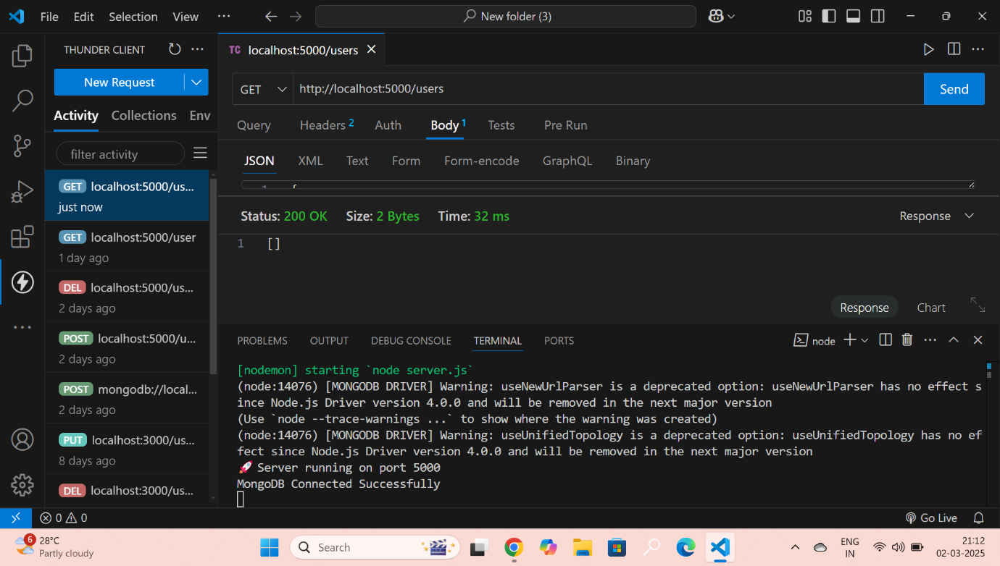 File Edit Selection View ··· New folder (3)
THUNDER CLIENT
New Request
Activity Collections Env
filter activity
GET localhost:5000/us...
just now
GET localhost:5000/user
1 day ago
DEL localhost:5000/us...
2 days ago
POST localhost:5000/u...
2 days ago
POST mongodb://local...
2 days ago
PUT localhost:3000/us...
8 days ago
DEL localhost:3000/us...
TC localhost:5000/users
GET http://localhost:5000/users Send
Query Headers 2 Auth Body 1 Tests Pre Run
JSON XML Text Form Form-encode GraphQL Binary
1 {
Status: 200 OK Size: 2 Bytes Time: 32 ms Response
1 []
Response Chart
PROBLEMS OUTPUT DEBUG CONSOLE TERMINAL PORTS node
[nodemon] starting `node server.js`
(node:14076) [MONGODB DRIVER] Warning: useNewUrlParser is a deprecated option: useNewUrlParser has no effect s
ince Node.js Driver version 4.0.0 and will be removed in the next major version
(Use `node --trace-warnings ...` to show where the warning was created)
(node:14076) [MONGODB DRIVER] Warning: useUnifiedTopology is a deprecated option: useUnifiedTopology has no ef
fect since Node.js Driver version 4.0.0 and will be removed in the next major version
🚀 Server running on port 5000
MongoDB Connected Successfully
0 0 Go Live
6 28°C
Partly cloudy
Search
ENG
IN
21:12
02-03-2025